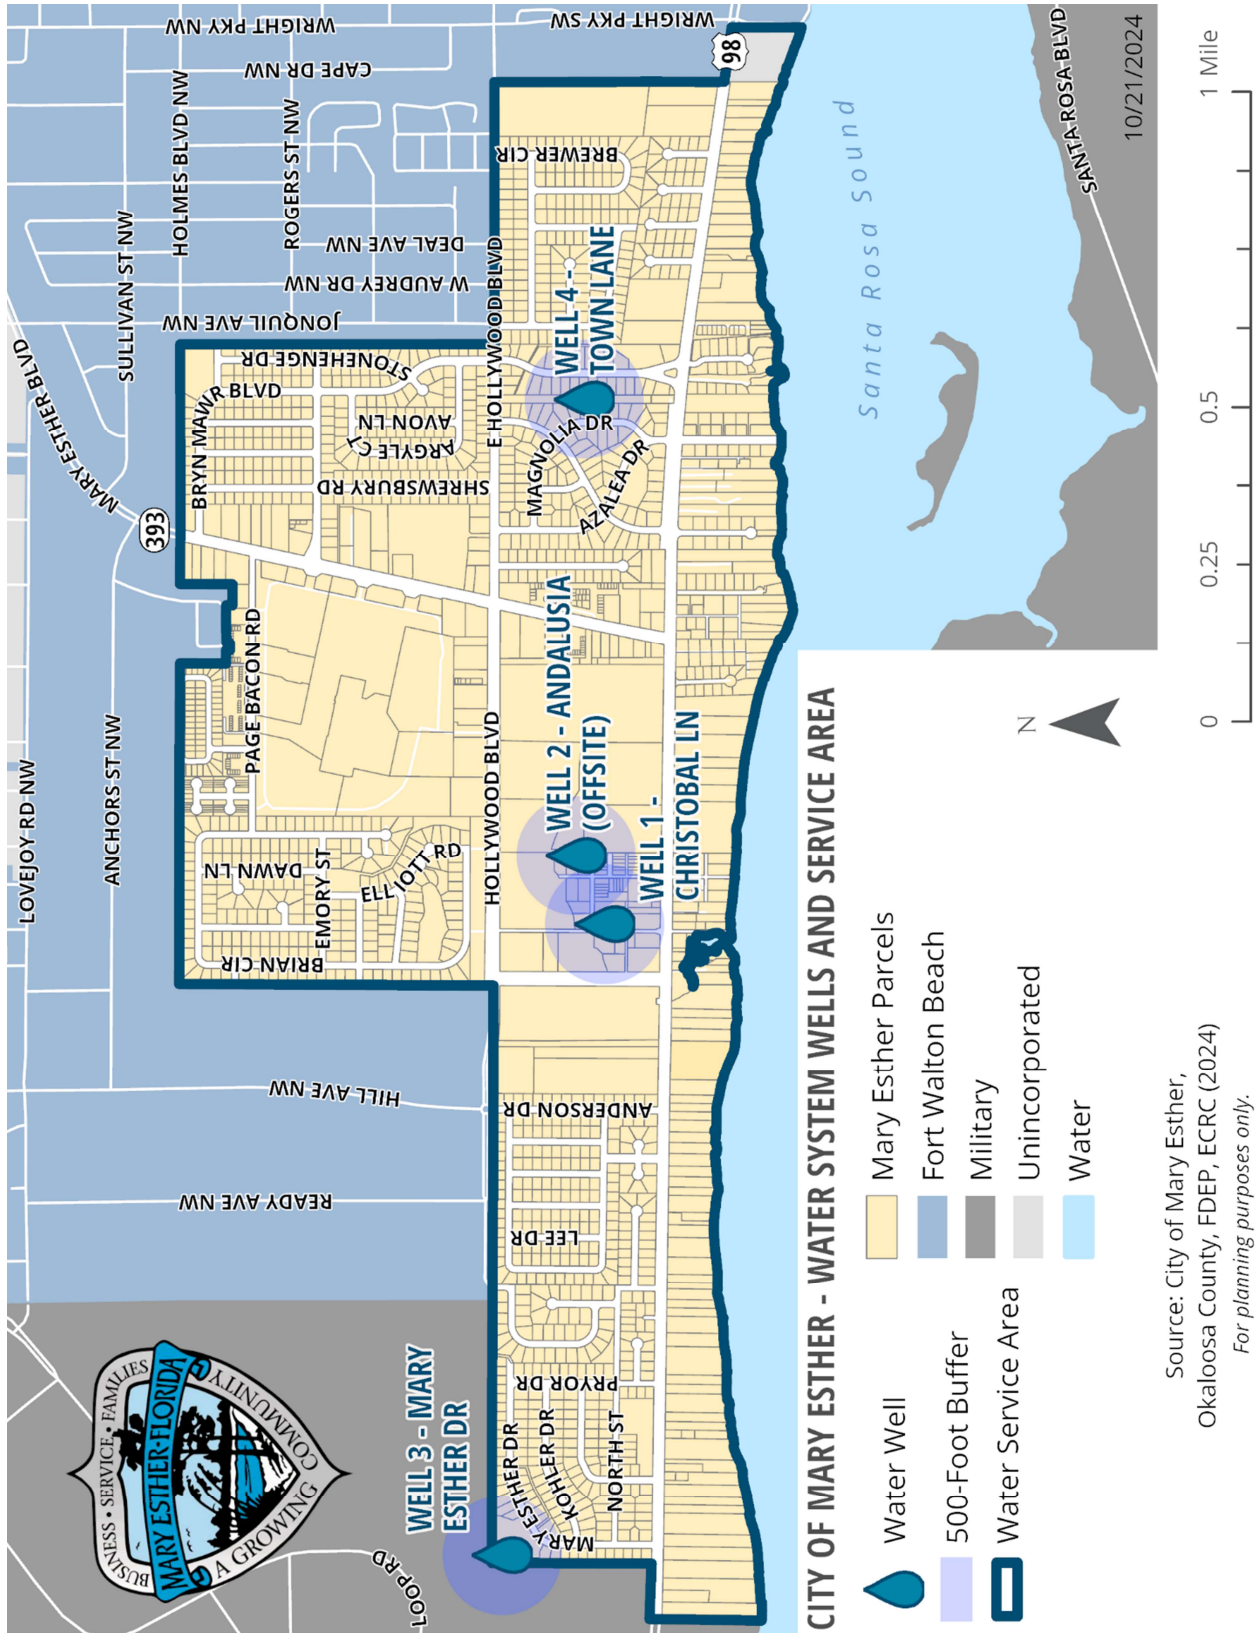 BUSINESS • SERVICE • FAMILIES
MARY ESTHER-FLORIDA
A GROWING COMMUNITY
LOVEJOY RD NW
ANCHORS ST NW
MARY ESTHER BLVD
393
SULLIVAN ST NW
HOLMES BLVD NW
ROGERS ST NW
WRIGHT PKY NW
WRIGHT PKY SW
CAPE DR NW
DEAL AVE NW
W AUDREY DR NW
JONQUIL AVE NW
READY AVE NW
HILL AVE NW
LOOP RD
BRIAN CIR
DAWN LN
EMORY ST
ELLIOTT RD
PAGE BACON RD
BRYN MAWR BLVD
STONEHENGE DR
AVON LN
ARGYLE CT
SHREWSBURY RD
HOLLYWOOD BLVD
E HOLLYWOOD BLVD
WELL 3 - MARY
ESTHER DR
MARY ESTHER DR
KOHLER DR
NORTH ST
PRYOR DR
LEE DR
ANDERSON DR
WELL 2 - ANDALUSIA
(OFFSITE)
WELL 1 -
CHRISTOBAL LN
WELL 4 -
TOWN LANE
MAGNOLIA DR
AZALEA DR
BREWER CIR
98
Santa Rosa Sound
SANTA ROSA BLVD
10/21/2024
CITY OF MARY ESTHER - WATER SYSTEM WELLS AND SERVICE AREA
Water Well
500-Foot Buffer
Water Service Area
Mary Esther Parcels
Fort Walton Beach
Military
Unincorporated
Water
N
0 0.25 0.5 1 Mile
Source: City of Mary Esther,
Okaloosa County, FDEP, ECRC (2024)
For planning purposes only.